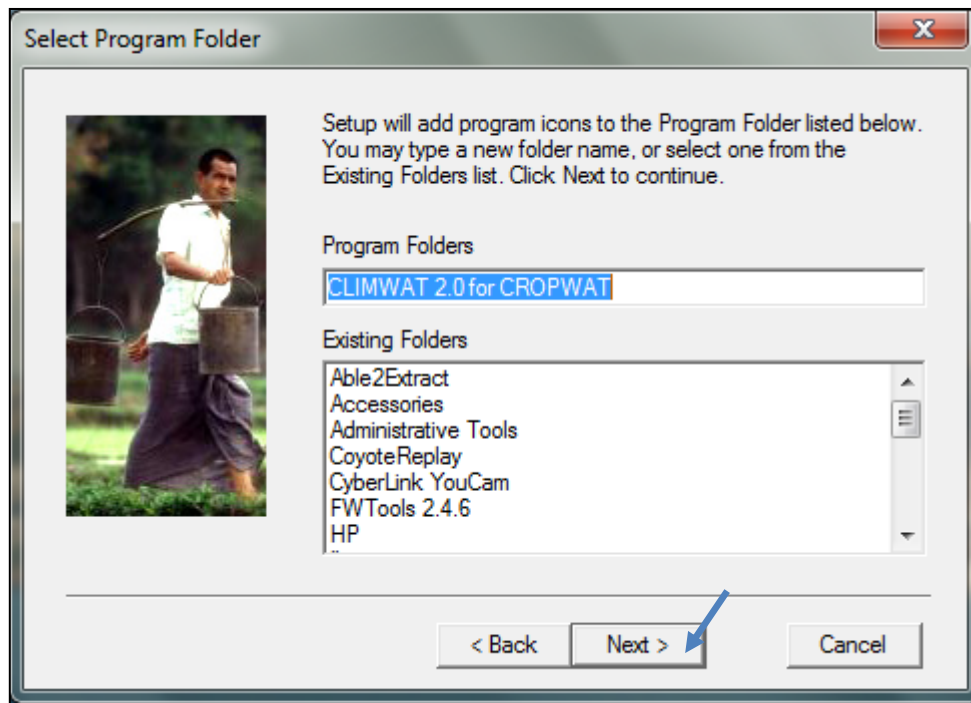 Select Program Folder
Setup will add program icons to the Program Folder listed below.
You may type a new folder name, or select one from the
Existing Folders list. Click Next to continue.
Program Folders
CLIMWAT 2.0 for CROPWAT
Existing Folders
Able2Extract
Accessories
Administrative Tools
CoyoteReplay
CyberLink YouCam
FWTools 2.4.6
HP
< Back
Next >
Cancel